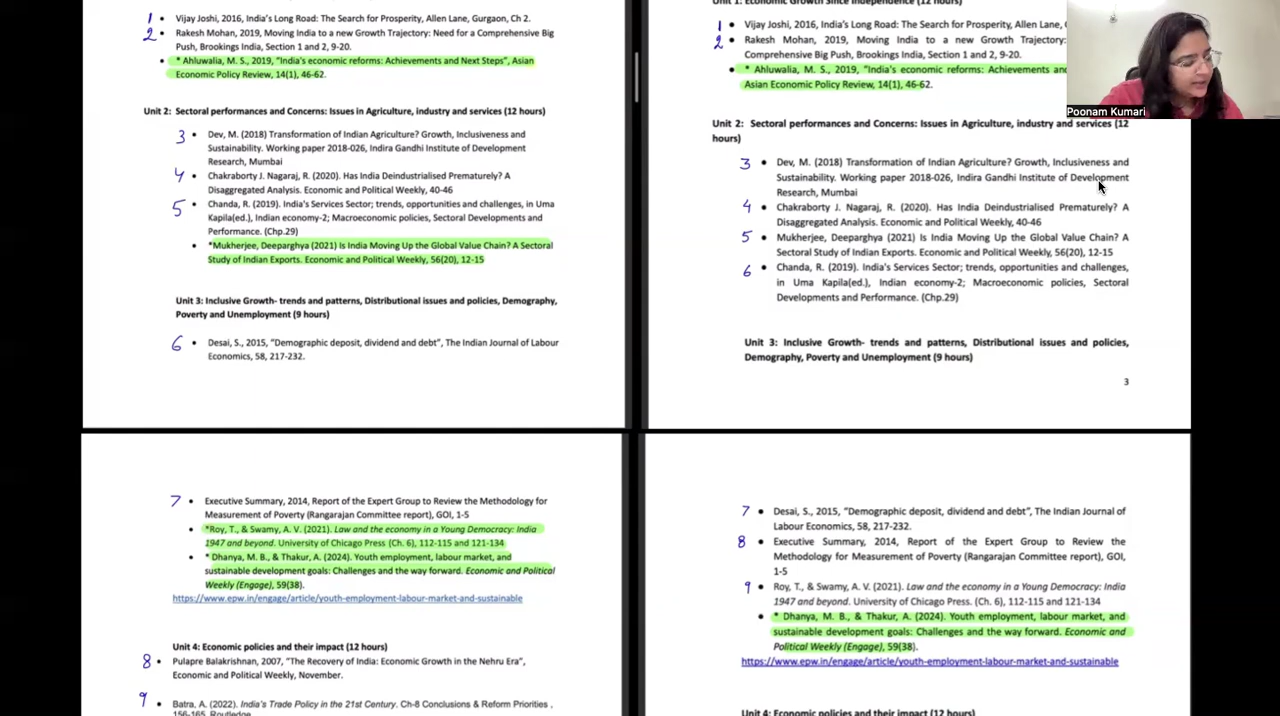 1 • Vijay Joshi, 2016, India's Long Road: The Search for Prosperity, Allen Lane, Gurgaon, Ch 2.
2 • Rakesh Mohan, 2019, Moving India to a new Growth Trajectory: Need for a Comprehensive Big
Push, Brookings India, Section 1 and 2, 9-20.
• * Ahluwalia, M. S., 2019, "India's economic reforms: Achievements and Next Steps", Asian
Economic Policy Review, 14(1), 46-62.
Unit 2: Sectoral performances and Concerns: Issues in Agriculture, industry and services (12 hours)
3 • Dev, M. (2018) Transformation of Indian Agriculture? Growth, Inclusiveness and
Sustainability. Working paper 2018-026, Indira Gandhi Institute of Development
Research, Mumbai
4 • Chakraborty J. Nagaraj, R. (2020). Has India Deindustrialised Prematurely? A
Disaggregated Analysis. Economic and Political Weekly, 40-46
5 • Chanda, R. (2019). India's Services Sector; trends, opportunities and challenges, in Uma
Kapila(ed.), Indian economy-2; Macroeconomic policies, Sectoral Developments and
Performance. (Chp.29)
• *Mukherjee, Deeparghya (2021) Is India Moving Up the Global Value Chain? A Sectoral
Study of Indian Exports. Economic and Political Weekly, 56(20), 12-15
Unit 3: Inclusive Growth- trends and patterns, Distributional issues and policies, Demography,
Poverty and Unemployment (9 hours)
6 • Desai, S., 2015, "Demographic deposit, dividend and debt", The Indian Journal of Labour
Economics, 58, 217-232.
Unit 1: Economic Growth Since Independence (12 hours)
1 • Vijay Joshi, 2016, India's Long Road: The Search for Prosperity, Allen Lane,
2 • Rakesh Mohan, 2019, Moving India to a new Growth Trajectory:
Comprehensive Big Push, Brookings India, Section 1 and 2, 9-20.
• * Ahluwalia, M. S., 2019, "India's economic reforms: Achievements and
Asian Economic Policy Review, 14(1), 46-62.
Poonam Kumari
Unit 2: Sectoral performances and Concerns: Issues in Agriculture, industry and services (12
hours)
3 • Dev, M. (2018) Transformation of Indian Agriculture? Growth, Inclusiveness and
Sustainability. Working paper 2018-026, Indira Gandhi Institute of Development
Research, Mumbai
4 • Chakraborty J. Nagaraj, R. (2020). Has India Deindustrialised Prematurely? A
Disaggregated Analysis. Economic and Political Weekly, 40-46
5 • Mukherjee, Deeparghya (2021) Is India Moving Up the Global Value Chain? A
Sectoral Study of Indian Exports. Economic and Political Weekly, 56(20), 12-15
6 • Chanda, R. (2019). India's Services Sector; trends, opportunities and challenges,
in Uma Kapila(ed.), Indian economy-2; Macroeconomic policies, Sectoral
Developments and Performance. (Chp.29)
Unit 3: Inclusive Growth- trends and patterns, Distributional issues and policies,
Demography, Poverty and Unemployment (9 hours)
3
7 • Executive Summary, 2014, Report of the Expert Group to Review the Methodology for
Measurement of Poverty (Rangarajan Committee report), GOI, 1-5
• *Roy, T., & Swamy, A. V. (2021). Law and the economy in a Young Democracy: India
1947 and beyond. University of Chicago Press (Ch. 6), 112-115 and 121-134
• * Dhanya, M. B., & Thakur, A. (2024). Youth employment, labour market, and
sustainable development goals: Challenges and the way forward. Economic and Political
Weekly (Engage), 59(38).
https://www.epw.in/engage/article/youth-employment-labour-market-and-sustainable
Unit 4: Economic policies and their impact (12 hours)
8 • Pulapre Balakrishnan, 2007, "The Recovery of India: Economic Growth in the Nehru Era",
Economic and Political Weekly, November.
9 • Batra, A. (2022). India's Trade Policy in the 21st Century. Ch-8 Conclusions & Reform Priorities ,
156-165, Routledge
7 • Desai, S., 2015, "Demographic deposit, dividend and debt", The Indian Journal of
Labour Economics, 58, 217-232.
8 • Executive Summary, 2014, Report of the Expert Group to Review the
Methodology for Measurement of Poverty (Rangarajan Committee report), GOI,
1-5
9 • Roy, T., & Swamy, A. V. (2021). Law and the economy in a Young Democracy: India
1947 and beyond. University of Chicago Press. (Ch. 6), 112-115 and 121-134
• * Dhanya, M. B., & Thakur, A. (2024). Youth employment, labour market, and
sustainable development goals: Challenges and the way forward. Economic and
Political Weekly (Engage), 59(38).
https://www.epw.in/engage/article/youth-employment-labour-market-and-sustainable
Unit 4: Economic policies and their impact (12 hours)